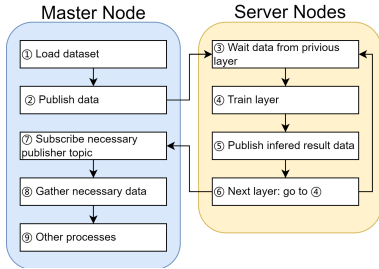 Master Node
① Load dataset
② Publish data
⑦ Subscribe necessary
publisher topic
⑧ Gather necessary data
⑨ Other processes
Server Nodes
③ Wait data from privious
layer
④ Train layer
⑤ Publish infered result data
⑥ Next layer: go to ④